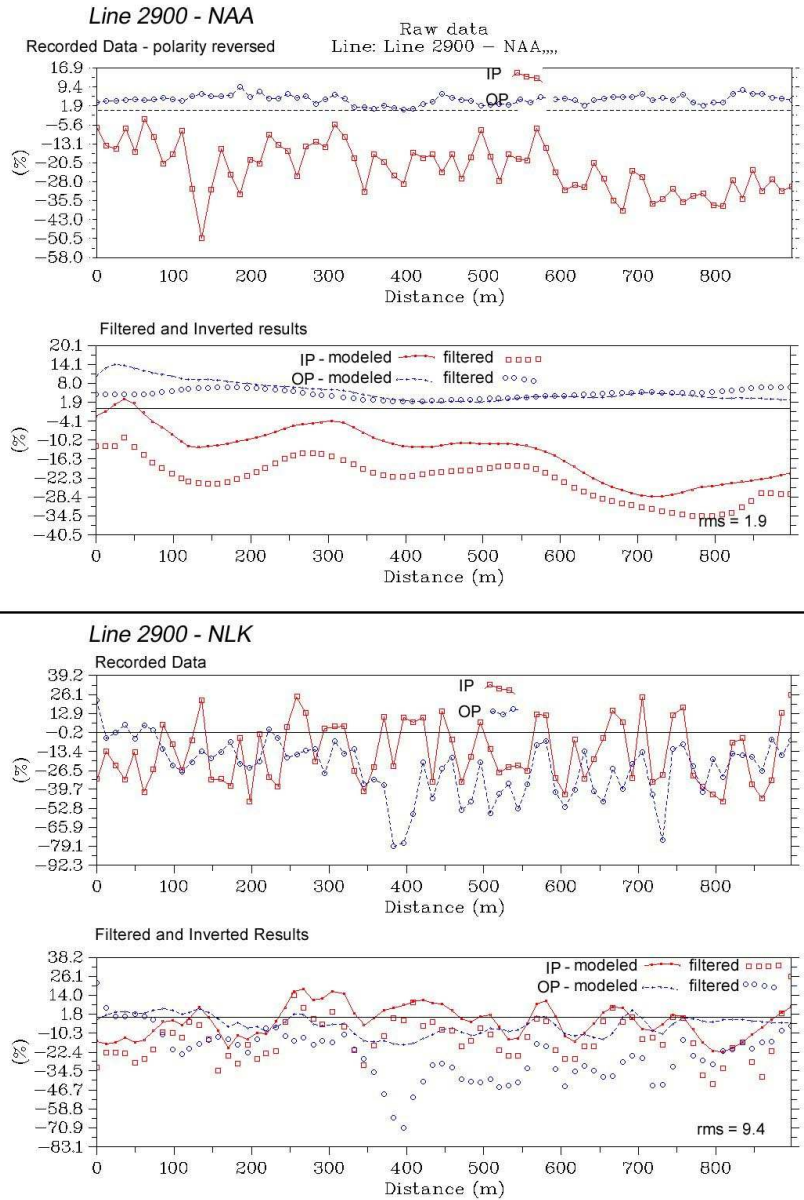 Line 2900 - NAA
Raw data
Recorded Data - polarity reversed
Line: Line 2900 - NAA,,,,
IP
OP
16.9
9.4
1.9
-5.6
-13.1
-20.5
-28.0
-35.5
-43.0
-50.5
-58.0
(%)
0 100 200 300 400 500 600 700 800
Distance (m)
Filtered and Inverted results
IP - modeled filtered
OP - modeled filtered
20.1
14.1
8.0
1.9
-4.1
-10.2
-16.3
-22.3
-28.4
-34.5
-40.5
(%)
rms = 1.9
0 100 200 300 400 500 600 700 800
Distance (m)
Line 2900 - NLK
Recorded Data
IP
OP
39.2
26.1
12.9
-0.2
-13.4
-26.5
-39.7
-52.8
-65.9
-79.1
-92.3
(%)
0 100 200 300 400 500 600 700 800
Distance (m)
Filtered and Inverted Results
IP - modeled filtered
OP - modeled filtered
38.2
26.1
14.0
1.8
-10.3
-22.4
-34.5
-46.7
-58.8
-70.9
-83.1
(%)
rms = 9.4
0 100 200 300 400 500 600 700 800
Distance (m)